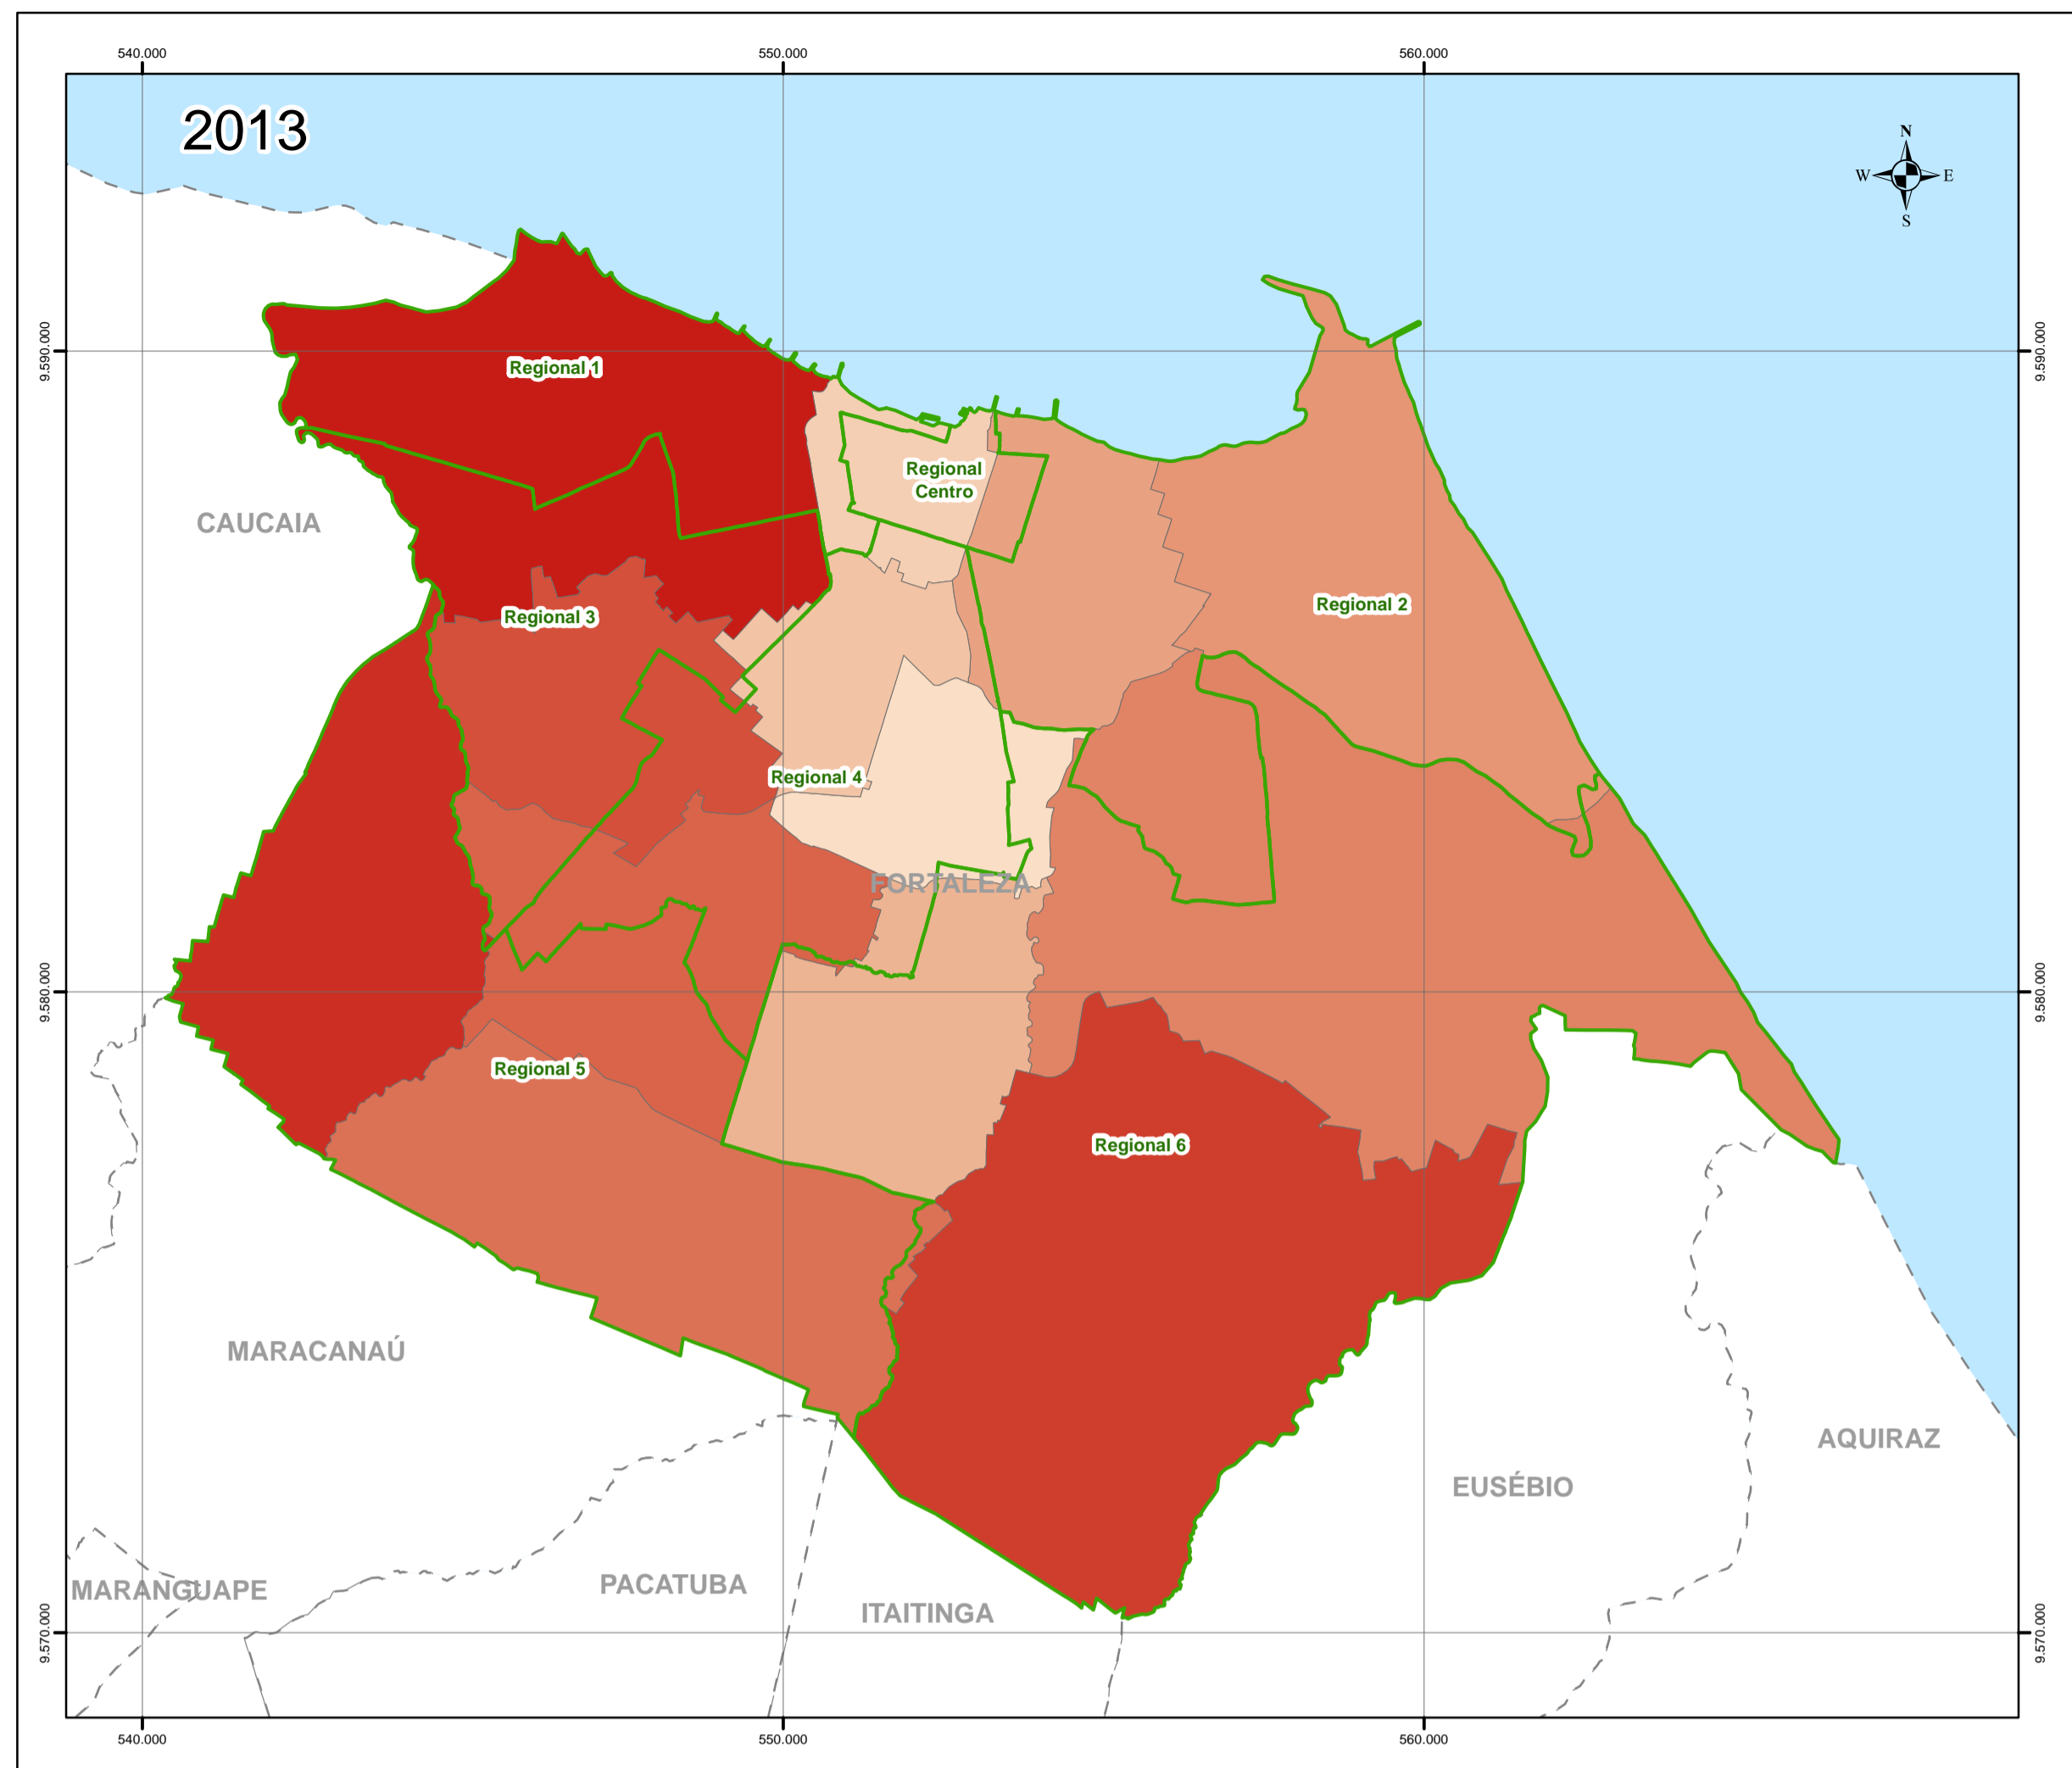 540.000
550.000
560.000
2013
N
W
E
S
9.590.000
9.590.000
Regional 1
Regional
Centro
CAUCAIA
Regional 3
Regional 2
Regional 4
FORTALEZA
9.580.000
9.580.000
Regional 5
Regional 6
MARACANAÚ
AQUIRAZ
EUSÉBIO
MARANGUAPE
PACATUBA
ITAITINGA
9.570.000
9.570.000
540.000
550.000
560.000